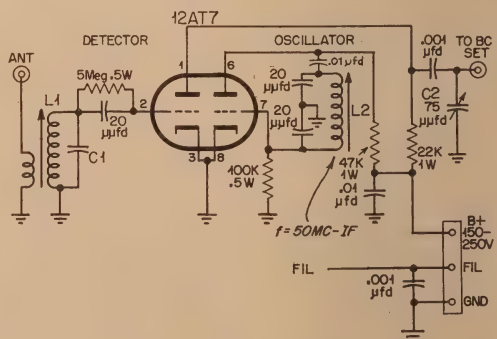 12AT7
ANT
DETECTOR
OSCILLATOR
.001
µfd
TO BC
SET
5Meg .5W
1
6
.01µfd
20
µµfd
L1
L2
C2
75
µµfd
20
µµfd
2
7
20
µµfd
C1
3
8
100K
.5W
47K
1W
22K
1W
.01
µfd
f=50MC-IF
B+
150-
250V
FIL
FIL
.001
µfd
GND